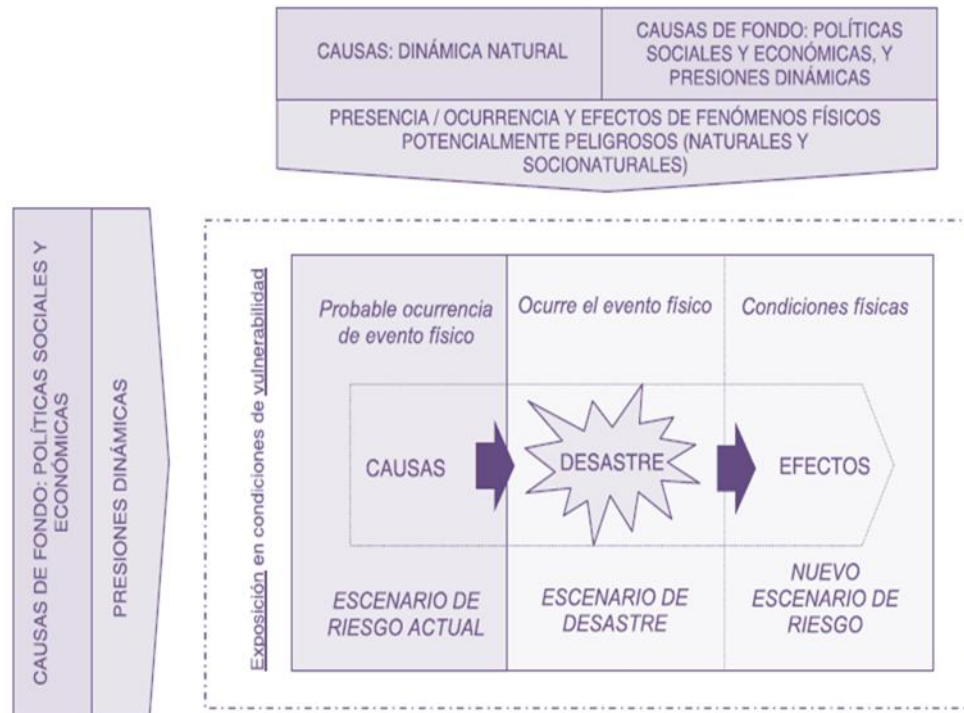 CAUSAS: DINÁMICA NATURAL
CAUSAS DE FONDO: POLÍTICAS
SOCIALES Y ECONÓMICAS, Y
PRESIONES DINÁMICAS
PRESENCIA / OCURRENCIA Y EFECTOS DE FENÓMENOS FÍSICOS
POTENCIALMENTE PELIGROSOS (NATURALES Y
SOCIONATURALES)
CAUSAS DE FONDO: POLÍTICAS SOCIALES Y
ECONÓMICAS
PRESIONES DINÁMICAS
Exposición en condiciones de vulnerabilidad
Probable ocurrencia
de evento físico
Ocurre el evento físico
Condiciones físicas
CAUSAS
DESASTRE
EFECTOS
ESCENARIO DE
RIESGO ACTUAL
ESCENARIO DE
DESASTRE
NUEVO
ESCENARIO DE
RIESGO